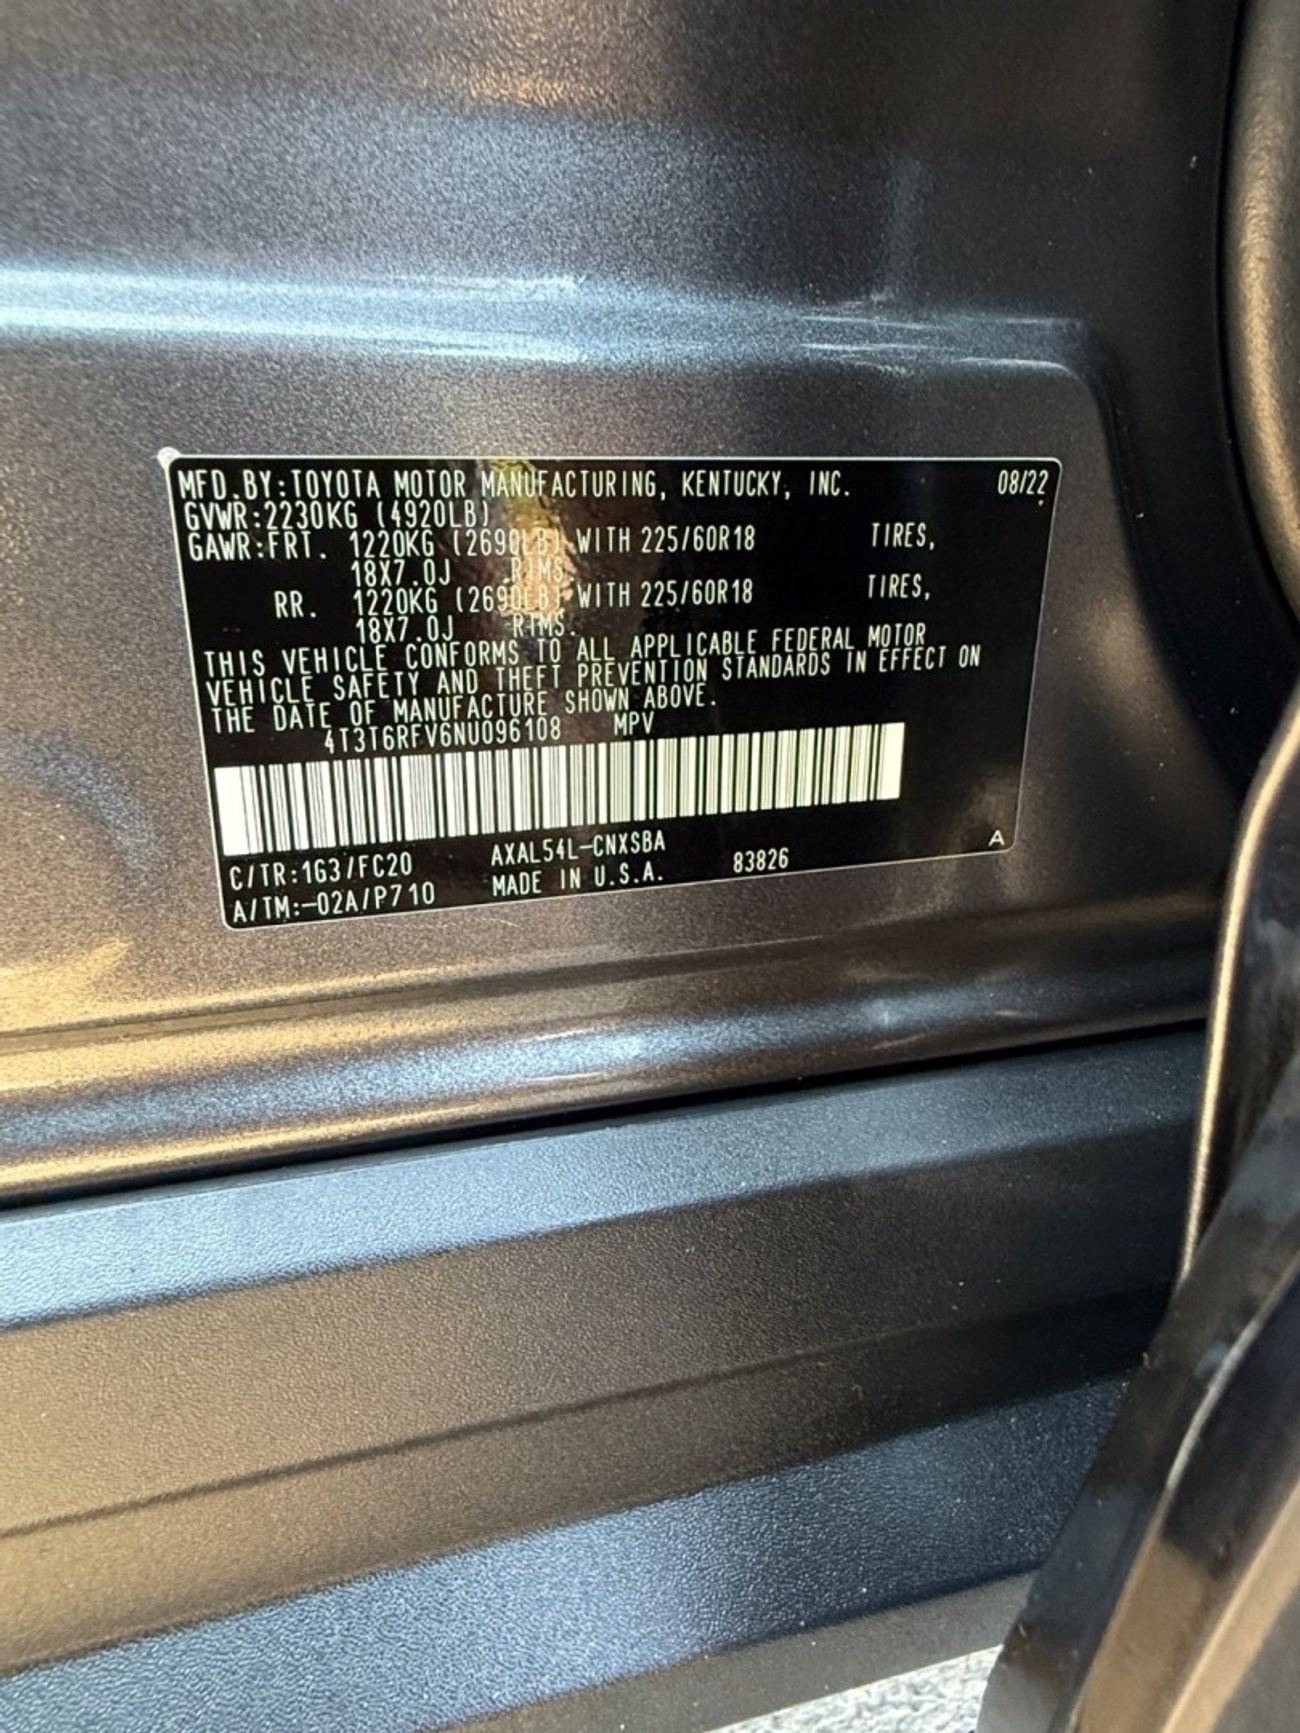 MFD.BY:TOYOTA MOTOR MANUFACTURING, KENTUCKY, INC. 08/22
GVWR:2230KG (4920LB)
GAWR:FRT. 1220KG (2690LB) WITH 225/60R18 TIRES,
18X7.0J RIMS.
RR. 1220KG (2690LB) WITH 225/60R18 TIRES,
18X7.0J RIMS.
THIS VEHICLE CONFORMS TO ALL APPLICABLE FEDERAL MOTOR
VEHICLE SAFETY AND THEFT PREVENTION STANDARDS IN EFFECT ON
THE DATE OF MANUFACTURE SHOWN ABOVE.
4T3T6RFV6NU096108 MPV
C/TR:1G3/FC20 AXAL54L-CNXSBA A
A/TM:-02A/P710 MADE IN U.S.A. 83826